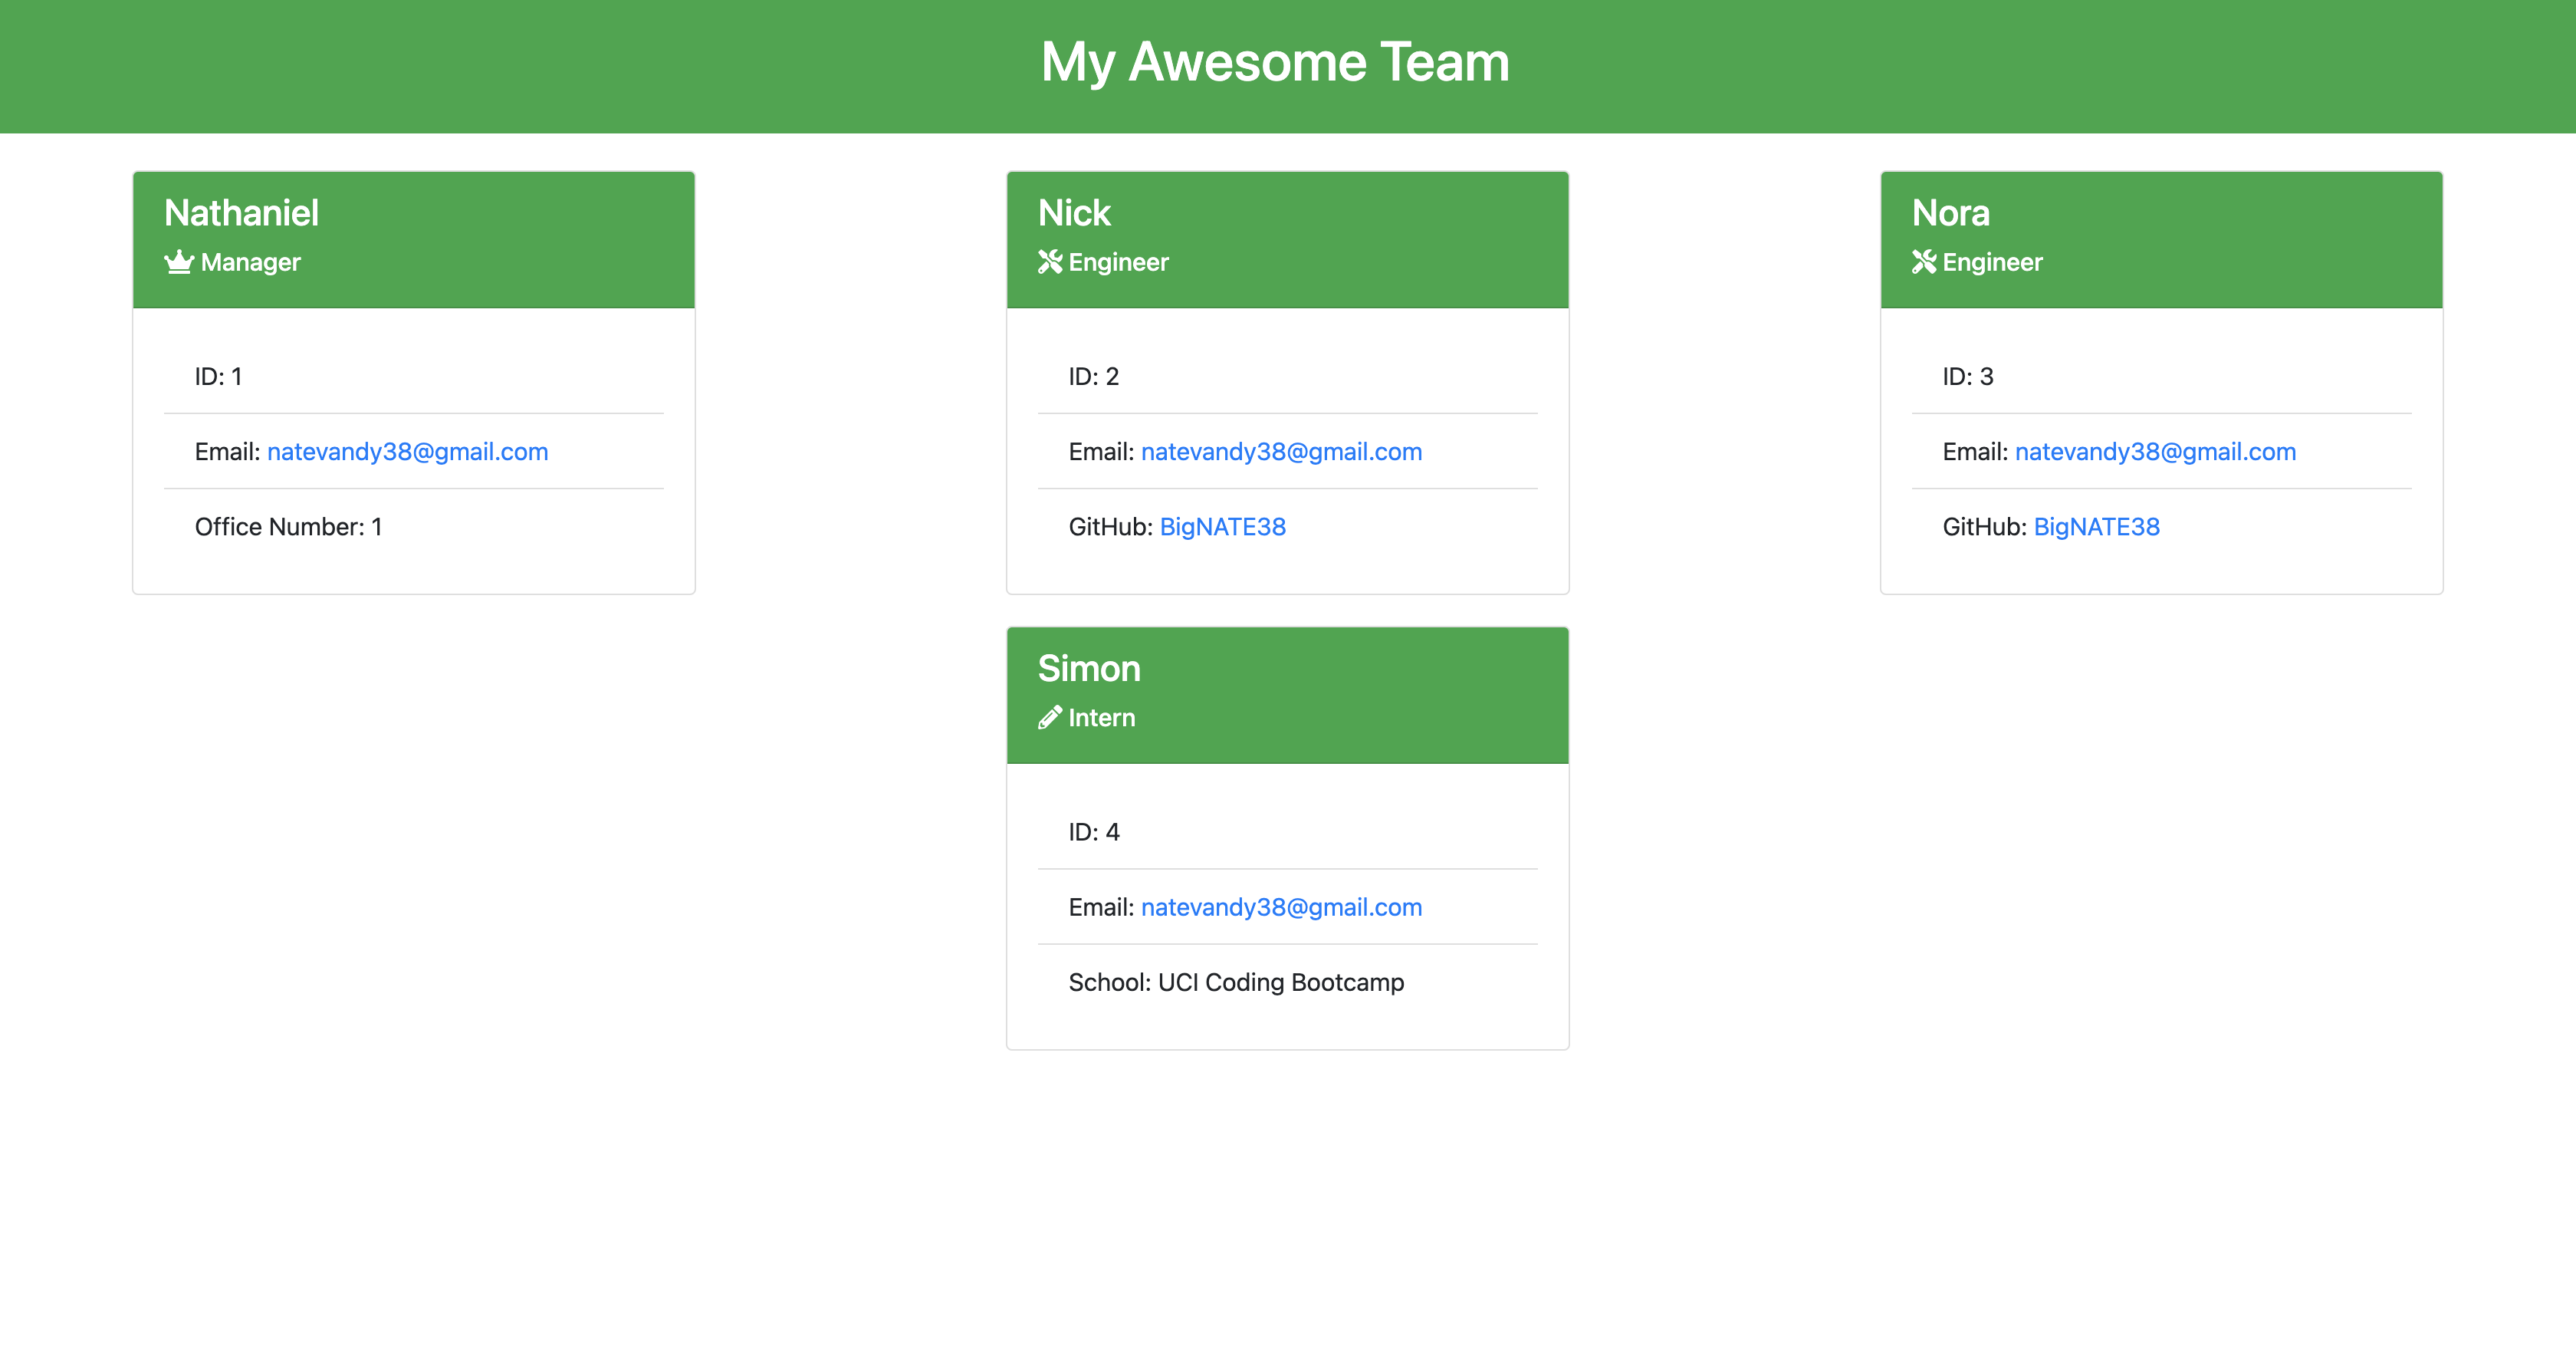 My Awesome Team
Nathaniel
Manager
ID: 1
Email: natevandy38@gmail.com
Office Number: 1
Nick
Engineer
ID: 2
Email: natevandy38@gmail.com
GitHub: BigNATE38
Nora
Engineer
ID: 3
Email: natevandy38@gmail.com
GitHub: BigNATE38
Simon
Intern
ID: 4
Email: natevandy38@gmail.com
School: UCI Coding Bootcamp